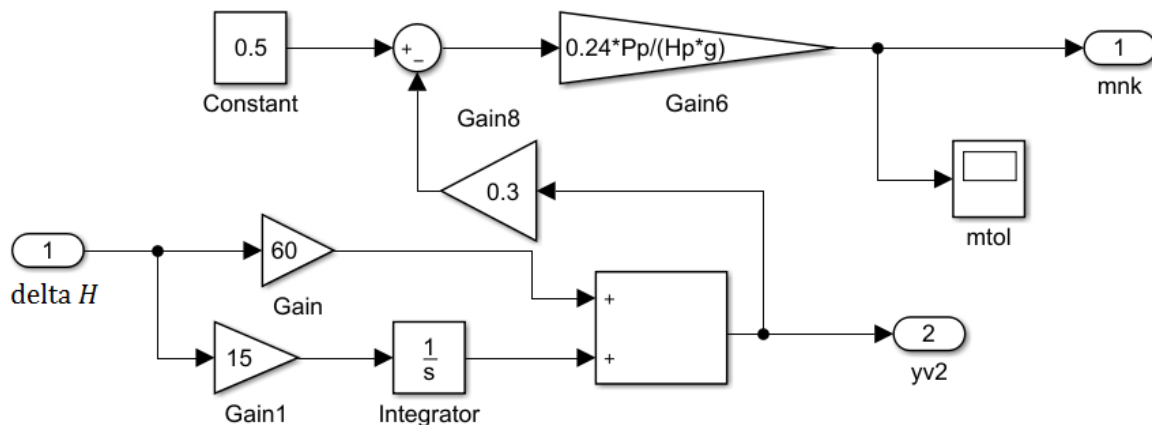 0.5
+
−
0.24*Pp/(Hp*g)
1
Constant
Gain6
mnk
Gain8
0.3
mtol
1
60
delta H
Gain
+
15
1
s
+
2
yv2
Gain1
Integrator